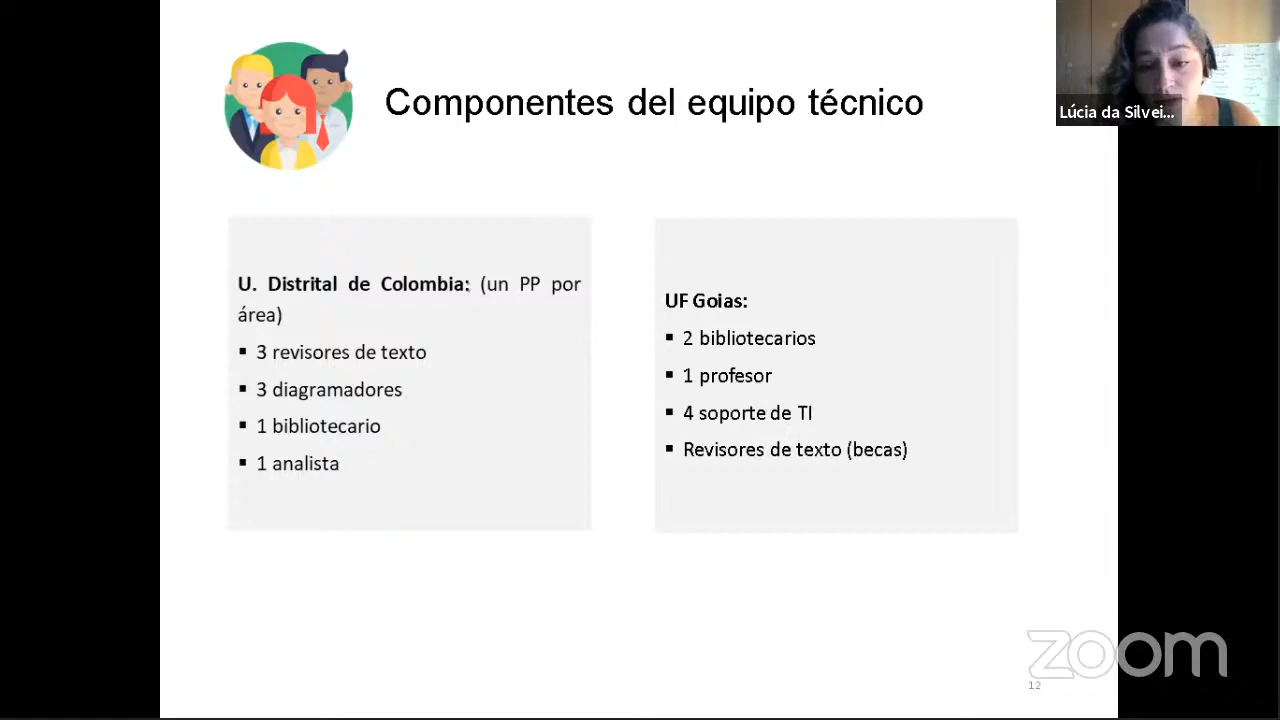 Componentes del equipo técnico
Lúcia da Silvei...
U. Distrital de Colombia: (un PP por
área)
▪ 3 revisores de texto
▪ 3 diagramadores
▪ 1 bibliotecario
▪ 1 analista
UF Goias:
▪ 2 bibliotecarios
▪ 1 profesor
▪ 4 soporte de TI
▪ Revisores de texto (becas)
zoom
12